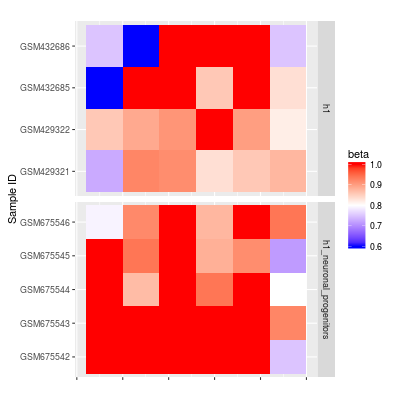 GSM432686
GSM432685
GSM429322
GSM429321
h1
GSM675546
GSM675545
GSM675544
GSM675543
GSM675542
h1_neuronal_progenitors
Sample ID
beta
1.0
0.9
0.8
0.7
0.6